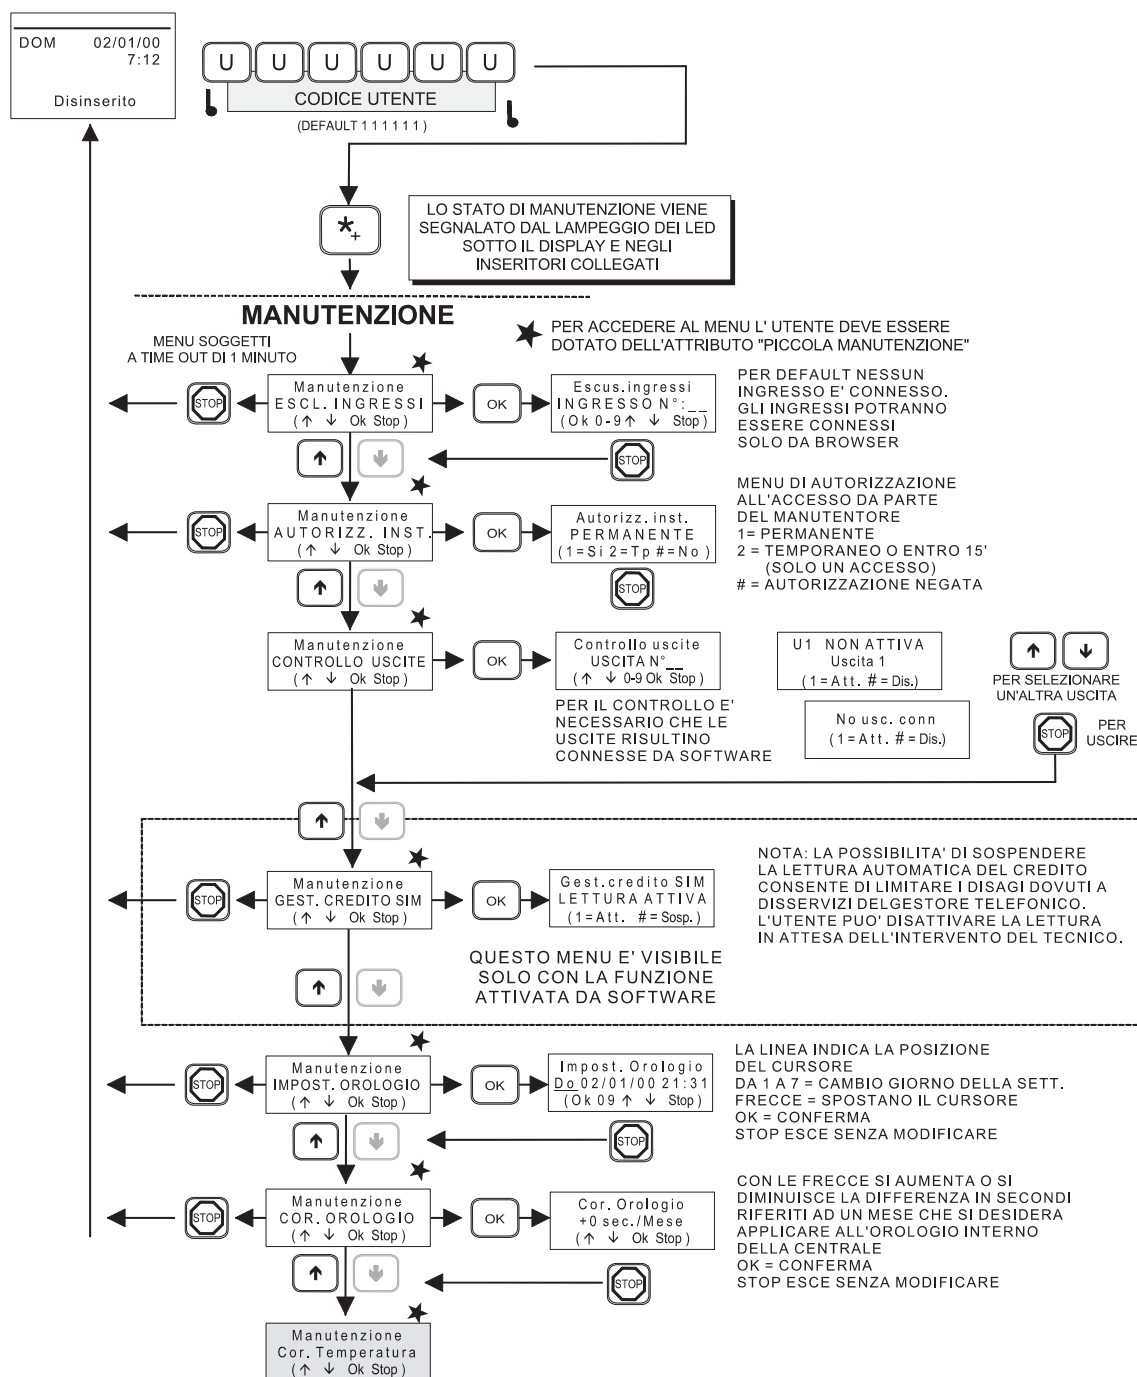 DOM 02/01/00
7:12
Disinserito
U U U U U U
CODICE UTENTE
(DEFAULT 1 1 1 1 1 1 )
*+
LO STATO DI MANUTENZIONE VIENE
SEGNALATO DAL LAMPEGGIO DEI LED
SOTTO IL DISPLAY E NEGLI
INSERITORI COLLEGATI
MANUTENZIONE
★ PER ACCEDERE AL MENU L' UTENTE DEVE ESSERE
DOTATO DELL'ATTRIBUTO "PICCOLA MANUTENZIONE"
MENU SOGGETTI
A TIME OUT DI 1 MINUTO
STOP
Manutenzione
ESCL. INGRESSI
(↑ ↓ Ok Stop)
OK
Escus.ingressi
INGRESSO N°:__
(Ok 0-9↑ ↓ Stop)
PER DEFAULT NESSUN
INGRESSO E' CONNESSO.
GLI INGRESSI POTRANNO
ESSERE CONNESSI
SOLO DA BROWSER
↑ ↓
STOP
STOP
Manutenzione
AUTORIZZ. INST.
(↑ ↓ Ok Stop)
OK
Autorizz. inst.
PERMANENTE
(1=Si 2=Tp #=No)
STOP
MENU DI AUTORIZZAZIONE
ALL'ACCESSO DA PARTE
DEL MANUTENTORE
1= PERMANENTE
2 = TEMPORANEO O ENTRO 15'
(SOLO UN ACCESSO)
# = AUTORIZZAZIONE NEGATA
↑ ↓
Manutenzione
CONTROLLO USCITE
(↑ ↓ Ok Stop)
OK
Controllo uscite
USCITA N°__
(↑ ↓ 0-9 Ok Stop)
PER IL CONTROLLO E'
NECESSARIO CHE LE
USCITE RISULTINO
CONNESSE DA SOFTWARE
U1 NON ATTIVA
Uscita 1
(1=Att. #=Dis.)
No usc. conn
(1=Att. #=Dis.)
↑ ↓
PER SELEZIONARE
UN'ALTRA USCITA
STOP
PER
USCIRE
↑ ↓
STOP
Manutenzione
GEST. CREDITO SIM
(↑ ↓ Ok Stop)
OK
Gest.credito SIM
LETTURA ATTIVA
(1=Att. #=Sosp.)
NOTA: LA POSSIBILITA' DI SOSPENDERE
LA LETTURA AUTOMATICA DEL CREDITO
CONSENTE DI LIMITARE I DISAGI DOVUTI A
DISSERVIZI DELGESTORE TELEFONICO.
L'UTENTE PUO' DISATTIVARE LA LETTURA
IN ATTESA DELL'INTERVENTO DEL TECNICO.
QUESTO MENU E' VISIBILE
SOLO CON LA FUNZIONE
ATTIVATA DA SOFTWARE
↑ ↓
STOP
Manutenzione
IMPOST. OROLOGIO
(↑ ↓ Ok Stop)
OK
Impost. Orologio
Do 02/01/00 21:31
(Ok 09 ↑ ↓ Stop)
LA LINEA INDICA LA POSIZIONE
DEL CURSORE
DA 1 A 7 = CAMBIO GIORNO DELLA SETT.
FRECCE = SPOSTANO IL CURSORE
OK = CONFERMA
STOP ESCE SENZA MODIFICARE
↑ ↓
STOP
STOP
Manutenzione
COR. OROLOGIO
(↑ ↓ Ok Stop)
OK
Cor. Orologio
+0 sec./Mese
(↑ ↓ Ok Stop)
CON LE FRECCE SI AUMENTA O SI
DIMINUISCE LA DIFFERENZA IN SECONDI
RIFERITI AD UN MESE CHE SI DESIDERA
APPLICARE ALL'OROLOGIO INTERNO
DELLA CENTRALE
OK = CONFERMA
STOP ESCE SENZA MODIFICARE
↑ ↓
STOP
Manutenzione
Cor. Temperatura
(↑ ↓ Ok Stop)